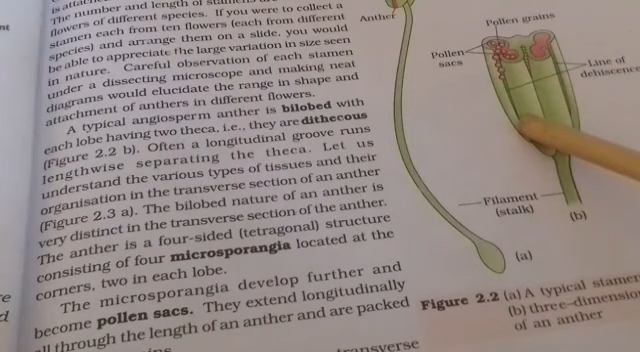 The number and length of stamens
flowers of different species. If you were to collect a
stamen each from ten flowers (each from different
species) and arrange them on a slide, you would
be able to appreciate the large variation in size seen
in nature. Careful observation of each stamen
under a dissecting microscope and making neat
diagrams would elucidate the range in shape and
attachment of anthers in different flowers.
A typical angiosperm anther is bilobed with
each lobe having two theca, i.e., they are dithecous
(Figure 2.2 b). Often a longitudinal groove runs
lengthwise separating the theca. Let us
understand the various types of tissues and their
organisation in the transverse section of an anther
(Figure 2.3 a). The bilobed nature of an anther is
very distinct in the transverse section of the anther.
The anther is a four-sided (tetragonal) structure
consisting of four microsporangia located at the
corners, two in each lobe.
The microsporangia develop further and
become pollen sacs. They extend longitudinally
all through the length of an anther and are packed
transverse
Anther
Pollen grains
Pollen
sacs
Line of
dehiscence
Filament
(stalk)
(b)
(a)
Figure 2.2 (a) A typical stamen
(b) three-dimensio
of an anther